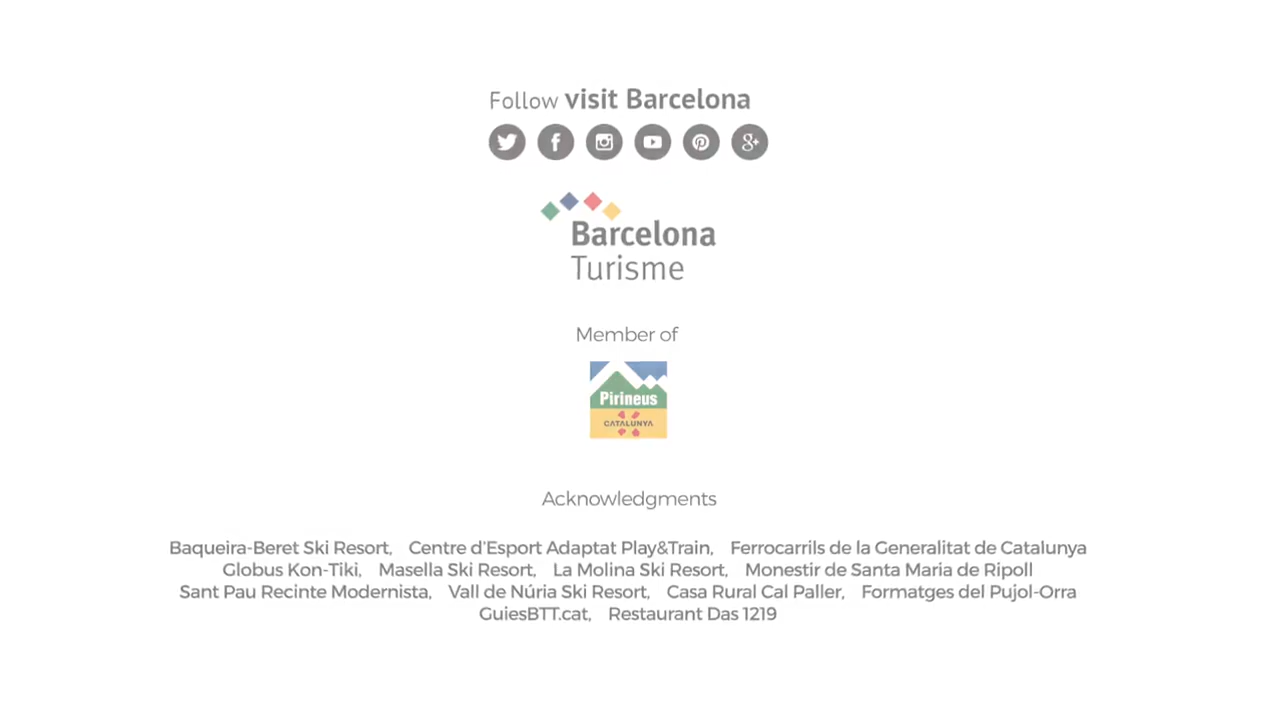 Follow visit Barcelona
Barcelona
Turisme
Member of
Pirineus
CATALUNYA
Acknowledgments
Baqueira-Beret Ski Resort, Centre d'Esport Adaptat Play&Train, Ferrocarrils de la Generalitat de Catalunya
Globus Kon-Tiki, Masella Ski Resort, La Molina Ski Resort, Monestir de Santa Maria de Ripoll
Sant Pau Recinte Modernista, Vall de Núria Ski Resort, Casa Rural Cal Paller, Formatges del Pujol-Orra
GuiesBTT.cat, Restaurant Das 1219